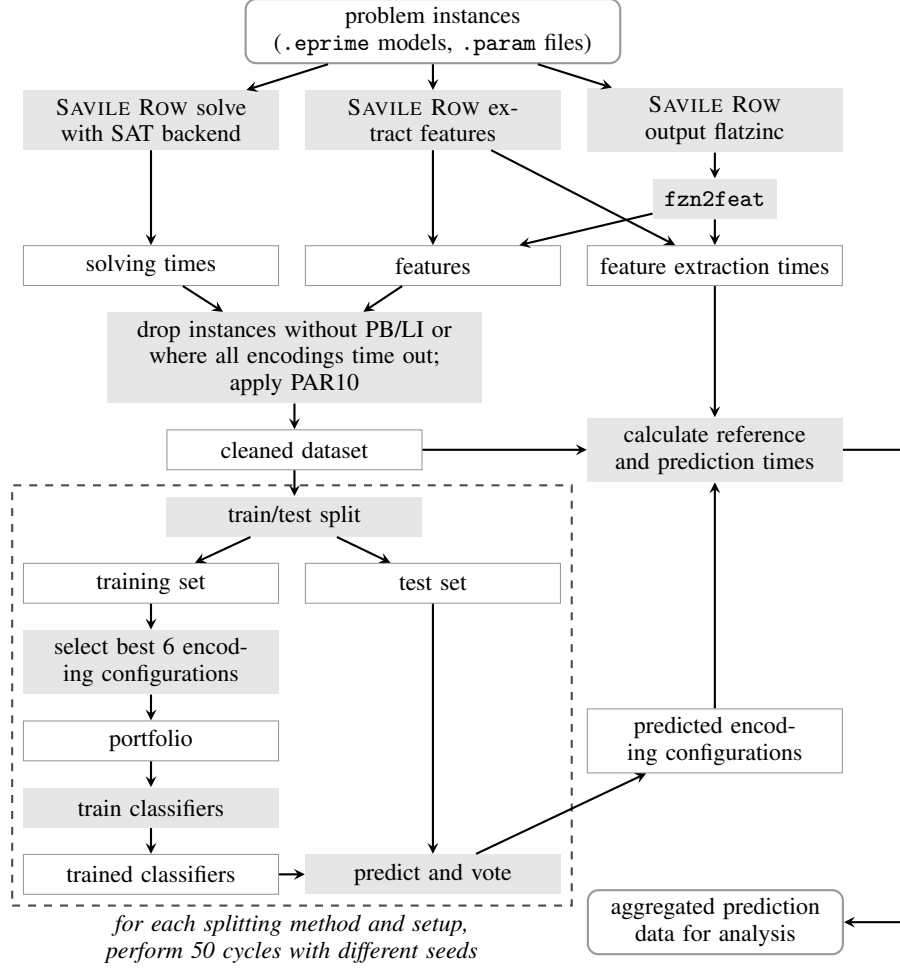 problem instances
(.eprime models, .param files)
SAVILE ROW solve
with SAT backend
SAVILE ROW ex-
tract features
SAVILE ROW
output flatzinc
fzn2feat
solving times
features
feature extraction times
drop instances without PB/LI or
where all encodings time out;
apply PAR10
cleaned dataset
calculate reference
and prediction times
train/test split
training set
test set
select best 6 encod-
ing configurations
portfolio
predicted encod-
ing configurations
train classifiers
trained classifiers
predict and vote
for each splitting method and setup,
perform 50 cycles with different seeds
aggregated prediction
data for analysis